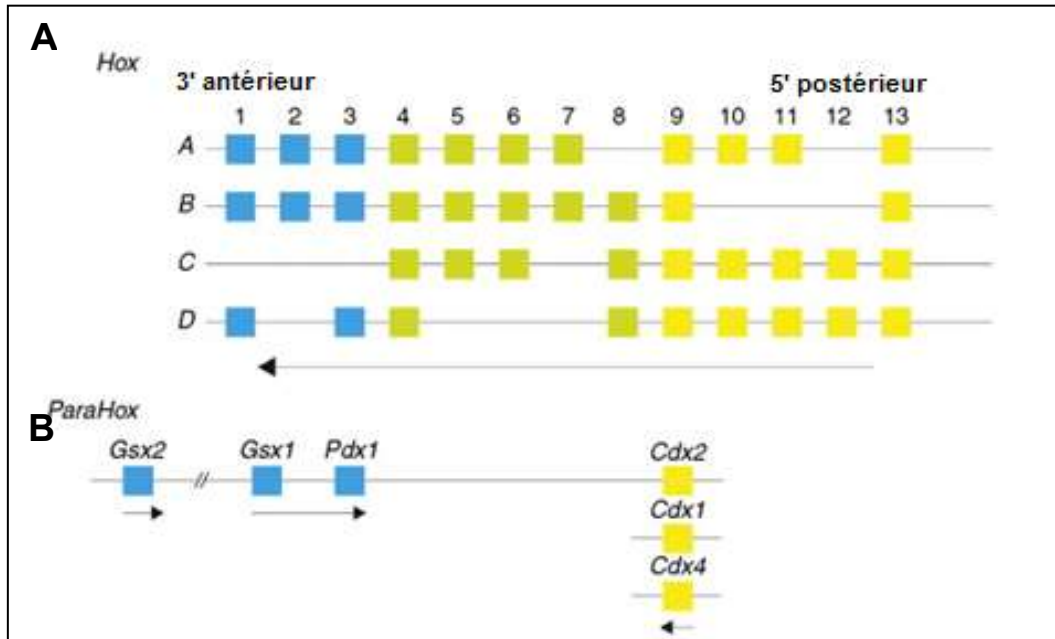 A
Hox
3' antérieur
5' postérieur
1 2 3 4 5 6 7 8 9 10 11 12 13
A
B
C
D
ParaHox
B
Gsx2 // Gsx1 Pdx1 Cdx2
Cdx1
Cdx4